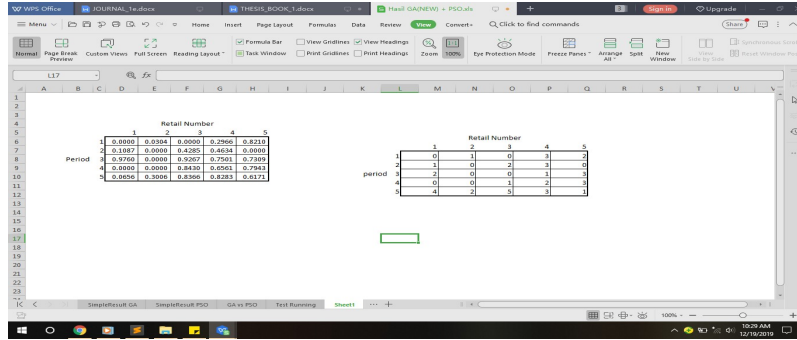 WPS Office JOURNAL_1e.docx THESIS_BOOK_1.docx Hasil GA(NEW) + PSO.xls Sign in Upgrade
Menu Home Insert Page Layout Formulas Data Review View Convert Click to find commands Share
Normal Page Break Preview Custom Views Full Screen Reading Layout Formula Bar View Gridlines View Headings Task Window Print Gridlines Print Headings Zoom 100% Eye Protection Mode Freeze Panes Arrange All Split New Window View Side by Side Synchronous Scro Reset Window Po
L17 fx
A B C D E F G H I J K L M N O P Q R S T U V
1
2
3
4 Retail Number
5 1 2 3 4 5 Retail Number
6 1 0.0000 0.0304 0.0000 0.2966 0.8210 1 2 3 4 5
7 2 0.1087 0.0000 0.4285 0.4634 0.0000 1 0 1 0 3 2
8 Period 3 0.9760 0.0000 0.9267 0.7501 0.7309 2 1 0 2 3 0
9 4 0.0000 0.0000 0.8430 0.6561 0.7943 3 2 0 0 1 3
10 5 0.0656 0.3006 0.8366 0.8283 0.6171 period 4 0 0 1 2 3
11 5 4 2 5 3 1
12
13
14
15
16
17
18
19
20
21
22
23
SimpleResult GA SimpleResult PSO GA vs PSO Test Running Sheet1 ... +
100%
10:29 AM
12/19/2019